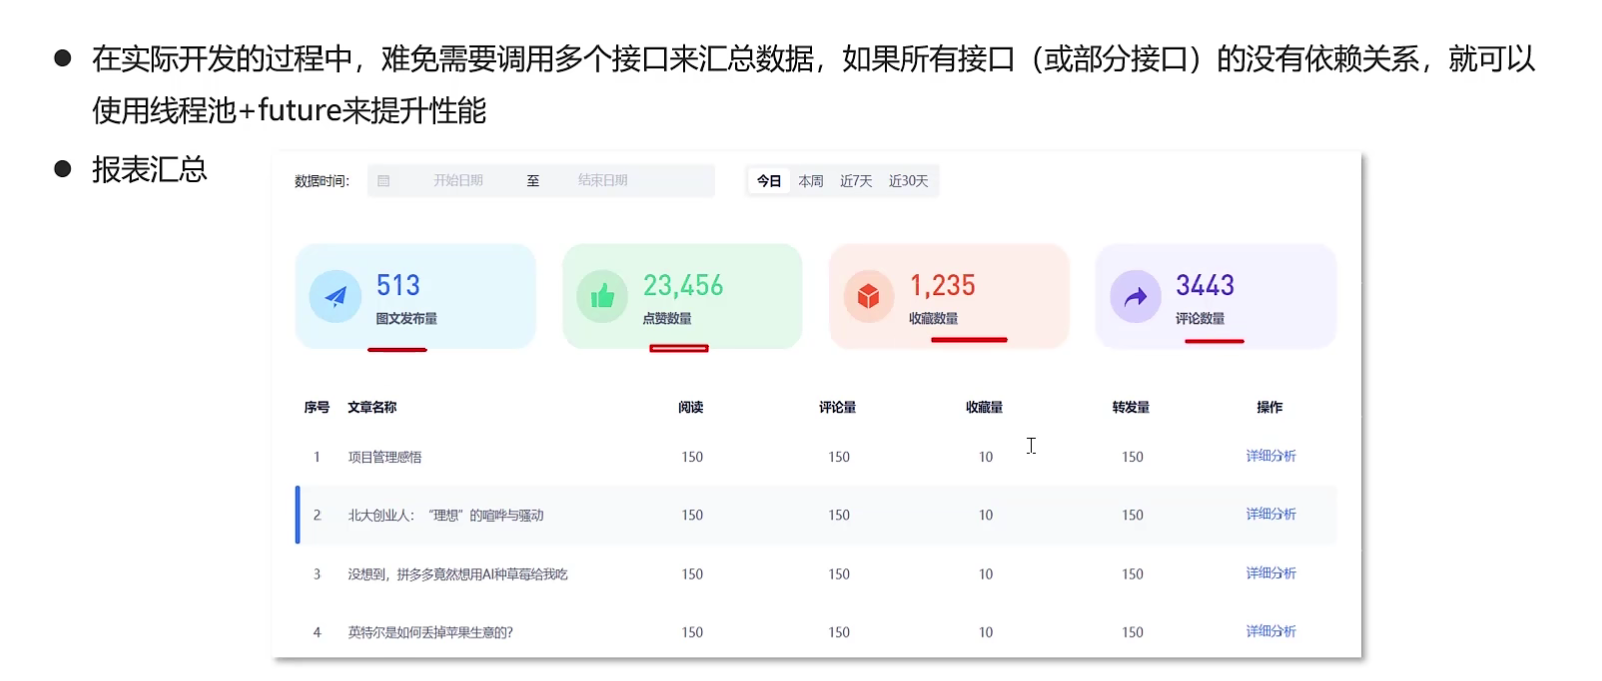 在实际开发的过程中，难免需要调用多个接口来汇总数据，如果所有接口（或部分接口）的没有依赖关系，就可以
使用线程池+future来提升性能
报表汇总
数据时间： 开始日期 至 结束日期 今日 本周 近7天 近30天
513 23,456 1,235 3443
图文发布量 点赞数量 收藏数量 评论数量
序号 文章名称 阅读 评论量 收藏量 转发量 操作
1 项目管理感悟 150 150 10 150 详细分析
2 北大创业人：“理想”的喧哗与骚动 150 150 10 150 详细分析
3 没想到，拼多多竟然想用AI种草莓给我吃 150 150 10 150 详细分析
4 英特尔是如何丢掉苹果生意的？ 150 150 10 150 详细分析